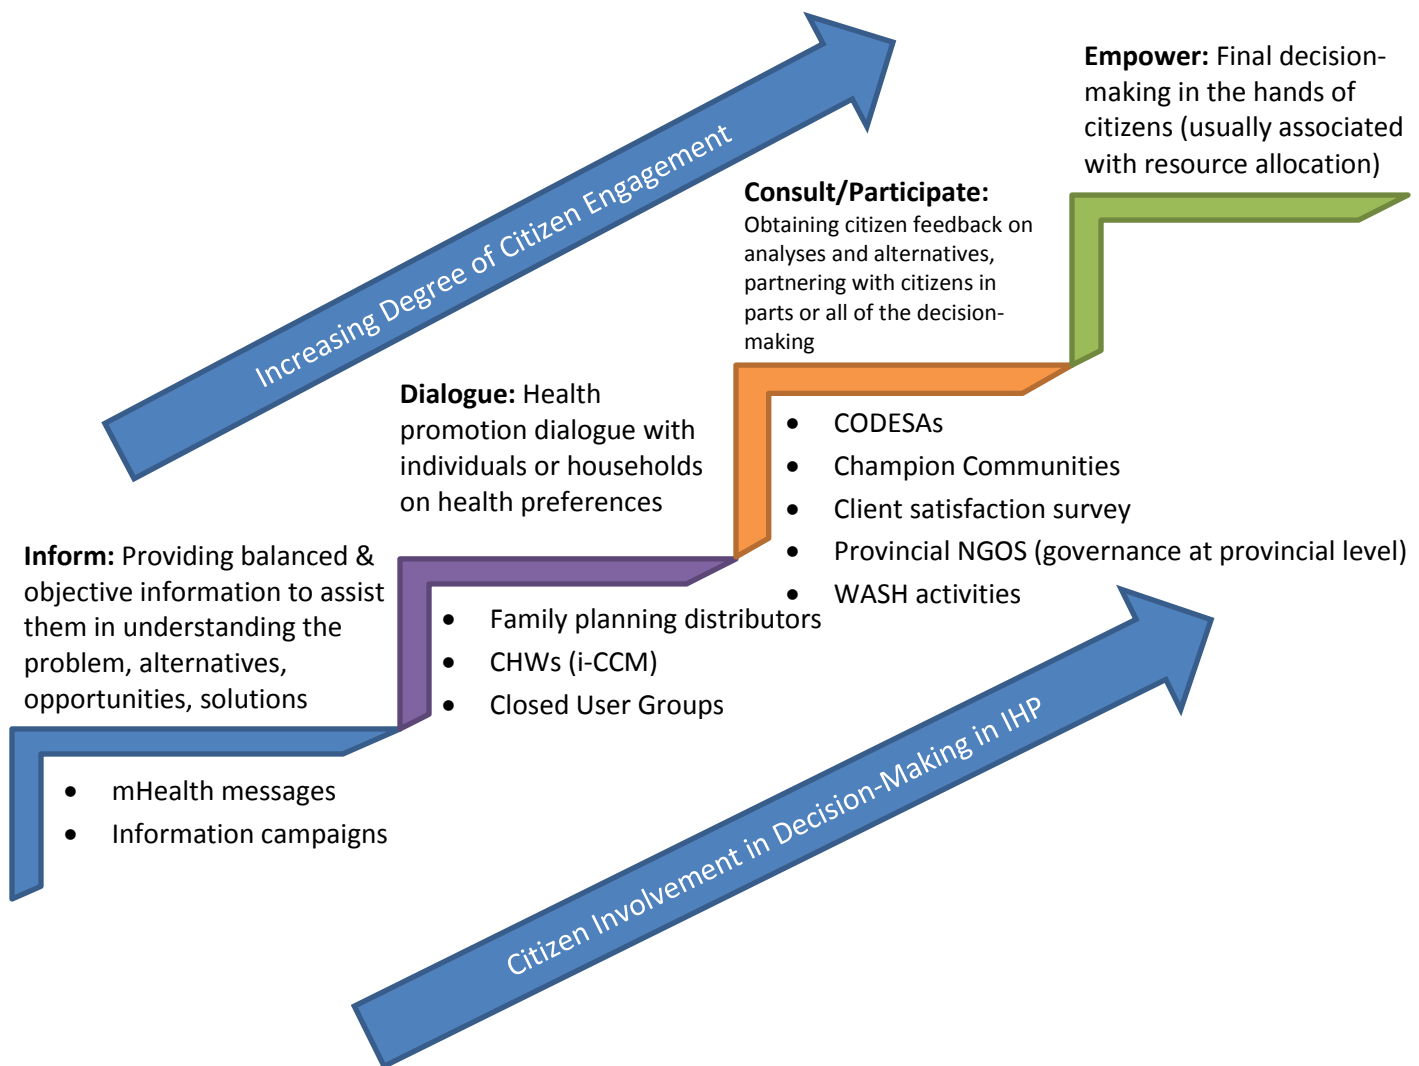 Increasing Degree of Citizen Engagement
Empower: Final decision-
making in the hands of
citizens (usually associated
with resource allocation)
Consult/Participate:
Obtaining citizen feedback on
analyses and alternatives,
partnering with citizens in
parts or all of the decision-
making
• CODESAs
• Champion Communities
• Client satisfaction survey
• Provincial NGOS (governance at provincial level)
• WASH activities
Dialogue: Health
promotion dialogue with
individuals or households
on health preferences
• Family planning distributors
• CHWs (i-CCM)
• Closed User Groups
Inform: Providing balanced &
objective information to assist
them in understanding the
problem, alternatives,
opportunities, solutions
• mHealth messages
• Information campaigns
Citizen Involvement in Decision-Making in IHP